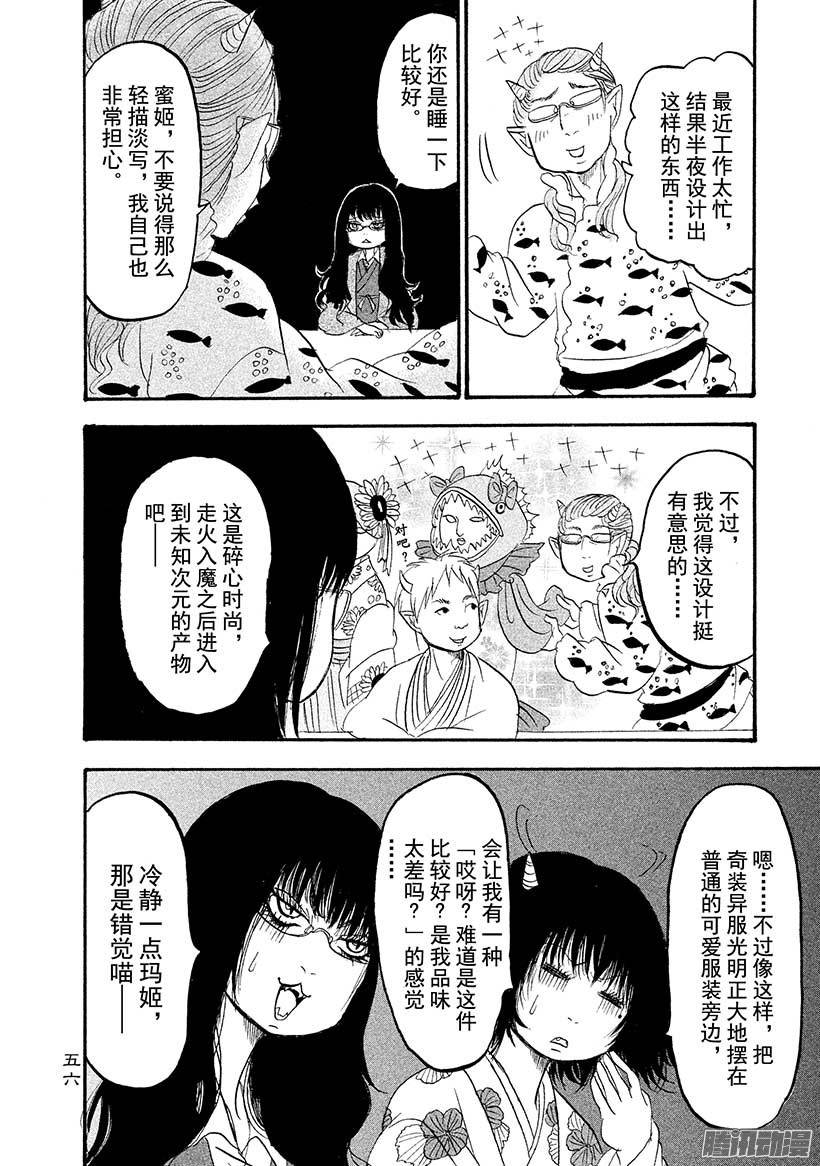 最近工作太忙，
结果半夜设计出
这样的东西……
你还是睡一下
比较好。
蜜姬，不要说得那么
轻描淡写，我自己也
非常担心。
不过，
我觉得这设计挺
有意思的……
对吧？
这是碎心时尚，
走火入魔之后进入
到未知次元的产物
吧——
嗯……不过像这样，把
奇装异服光明正大地摆在
普通的可爱服装旁边，
会让我有一种
「哎呀？难道是这件
比较好？是我品味
太差吗？」的感觉
……
冷静一点玛姬，
那是错觉喵——
五六
腾讯动漫